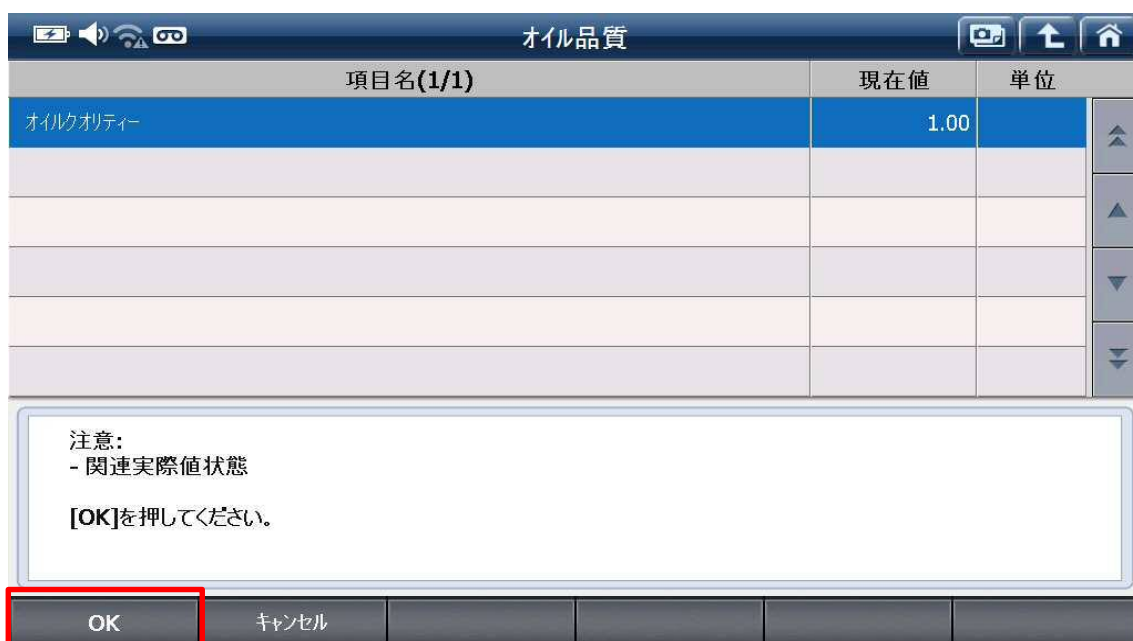 オイル品質
項目名(1/1) 現在値 単位
オイルクオリティー 1.00
注意:
- 関連実際値状態
[OK]を押してください。
OK キャンセル